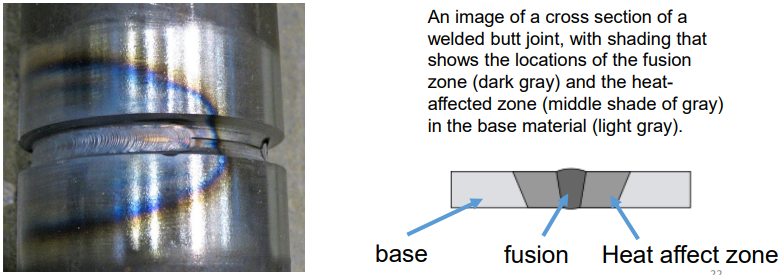 An image of a cross section of a
welded butt joint, with shading that
shows the locations of the fusion
zone (dark gray) and the heat-
affected zone (middle shade of gray)
in the base material (light gray).
base
fusion
Heat affect zone
22